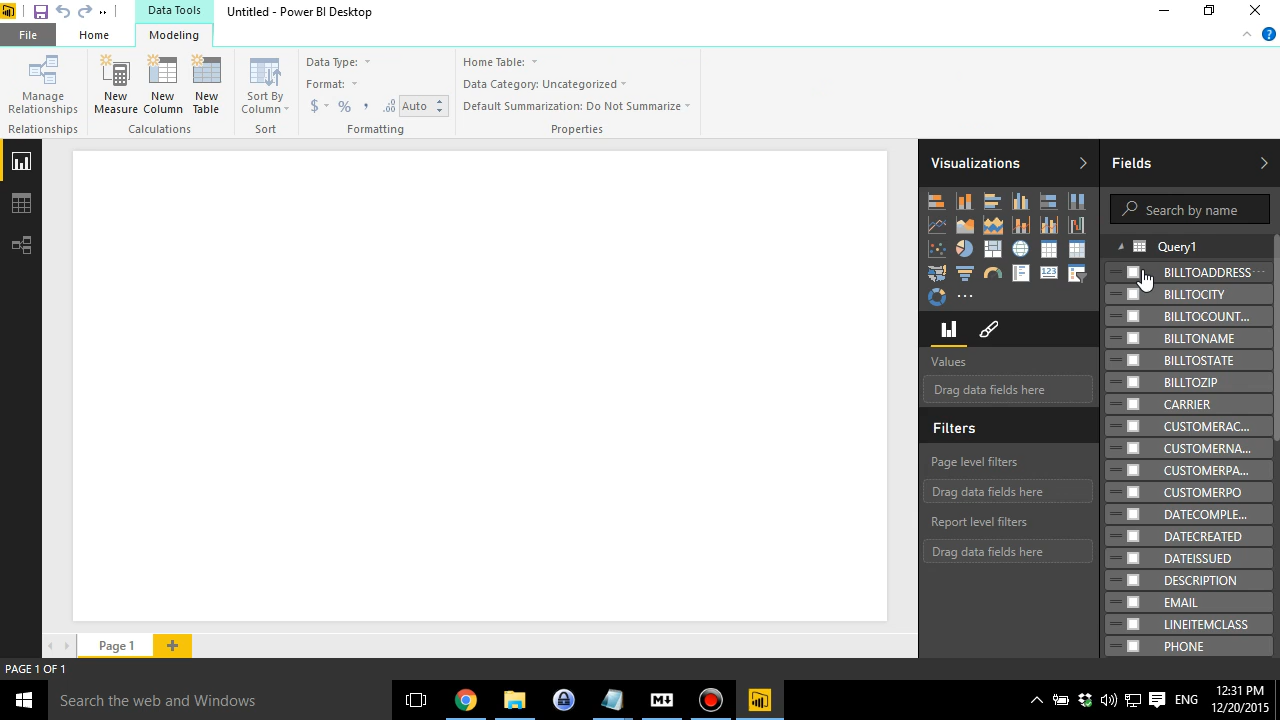 Data Tools
Untitled - Power BI Desktop
File
Home
Modeling
?
Manage
Relationships
New
Measure
New
Column
New
Table
Sort By
Column
Data Type:
Format:
$ % , .00 Auto
Home Table:
Data Category: Uncategorized
Default Summarization: Do Not Summarize
Relationships
Calculations
Sort
Formatting
Properties
Visualizations
Fields
Search by name
Query1
BILLTOADDRESS
BILLTOCITY
BILLTOCOUNT...
BILLTONAME
BILLTOSTATE
BILLTOZIP
CARRIER
CUSTOMERAC...
CUSTOMERNA...
CUSTOMERPA...
CUSTOMERPO
DATECOMPLE...
DATECREATED
DATEISSUED
DESCRIPTION
EMAIL
LINEITEMCLASS
PHONE
123
Values
Drag data fields here
Filters
Page level filters
Drag data fields here
Report level filters
Drag data fields here
Page 1
PAGE 1 OF 1
Search the web and Windows
ENG
12:31 PM
12/20/2015